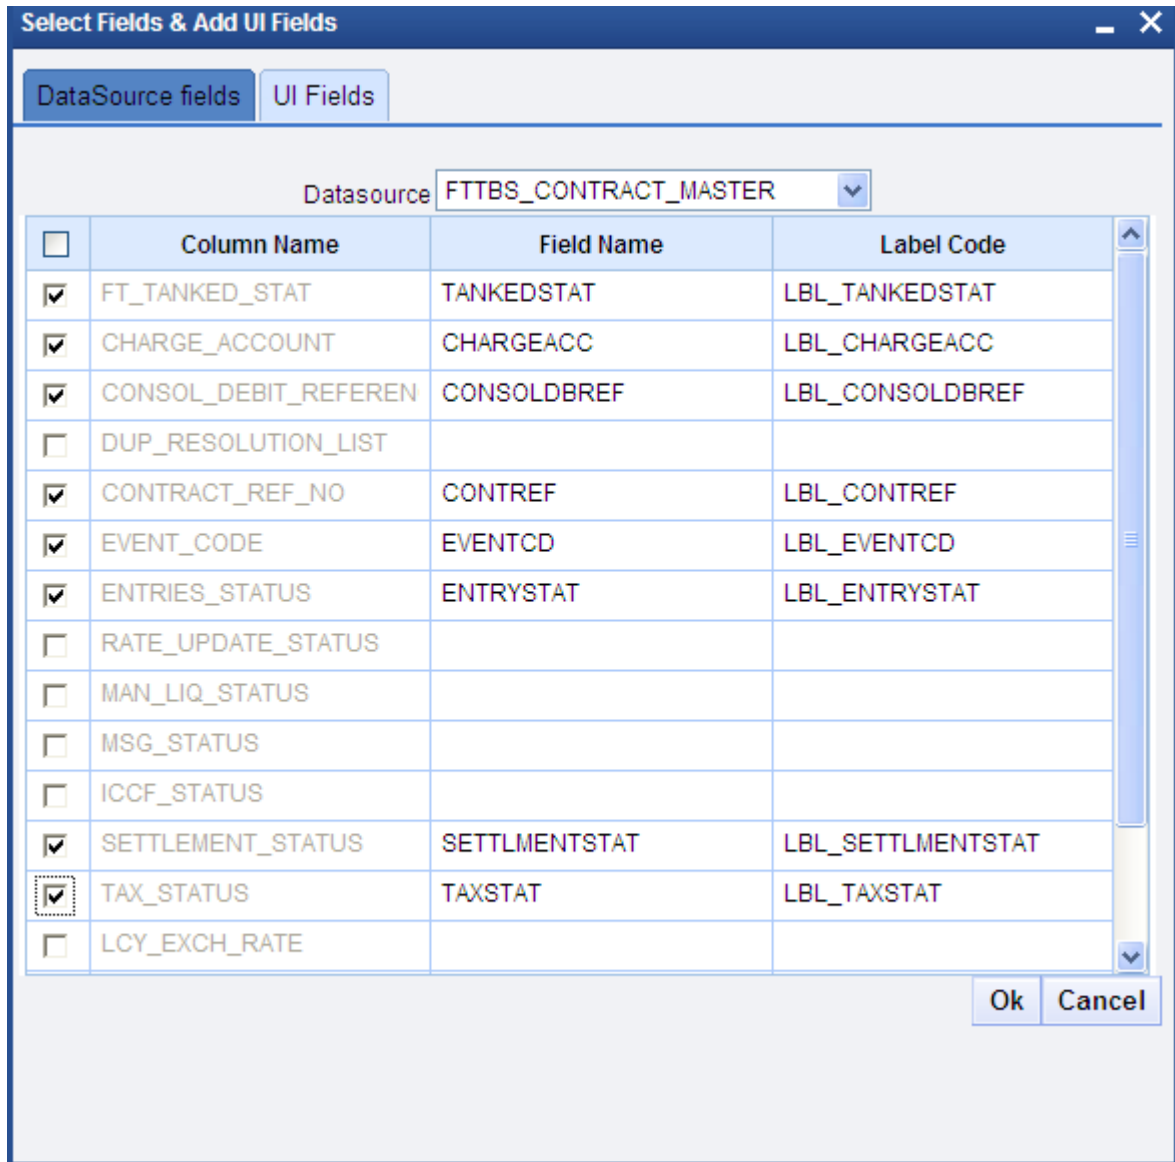 Select Fields & Add UI Fields
DataSource fields UI Fields
Datasource FTTBS_CONTRACT_MASTER
Column Name Field Name Label Code
FT_TANKED_STAT TANKEDSTAT LBL_TANKEDSTAT
CHARGE_ACCOUNT CHARGEACC LBL_CHARGEACC
CONSOL_DEBIT_REFEREN CONSOLDBREF LBL_CONSOLDBREF
DUP_RESOLUTION_LIST
CONTRACT_REF_NO CONTREF LBL_CONTREF
EVENT_CODE EVENTCD LBL_EVENTCD
ENTRIES_STATUS ENTRYSTAT LBL_ENTRYSTAT
RATE_UPDATE_STATUS
MAN_LIQ_STATUS
MSG_STATUS
ICCF_STATUS
SETTLEMENT_STATUS SETTLMENTSTAT LBL_SETTLMENTSTAT
TAX_STATUS TAXSTAT LBL_TAXSTAT
LCY_EXCH_RATE
Ok Cancel